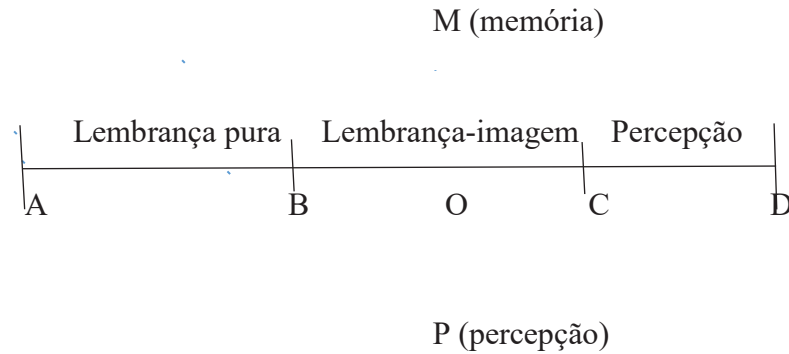 M (memória)
Lembrança pura Lembrança-imagem Percepção
A B O C D
P (percepção)